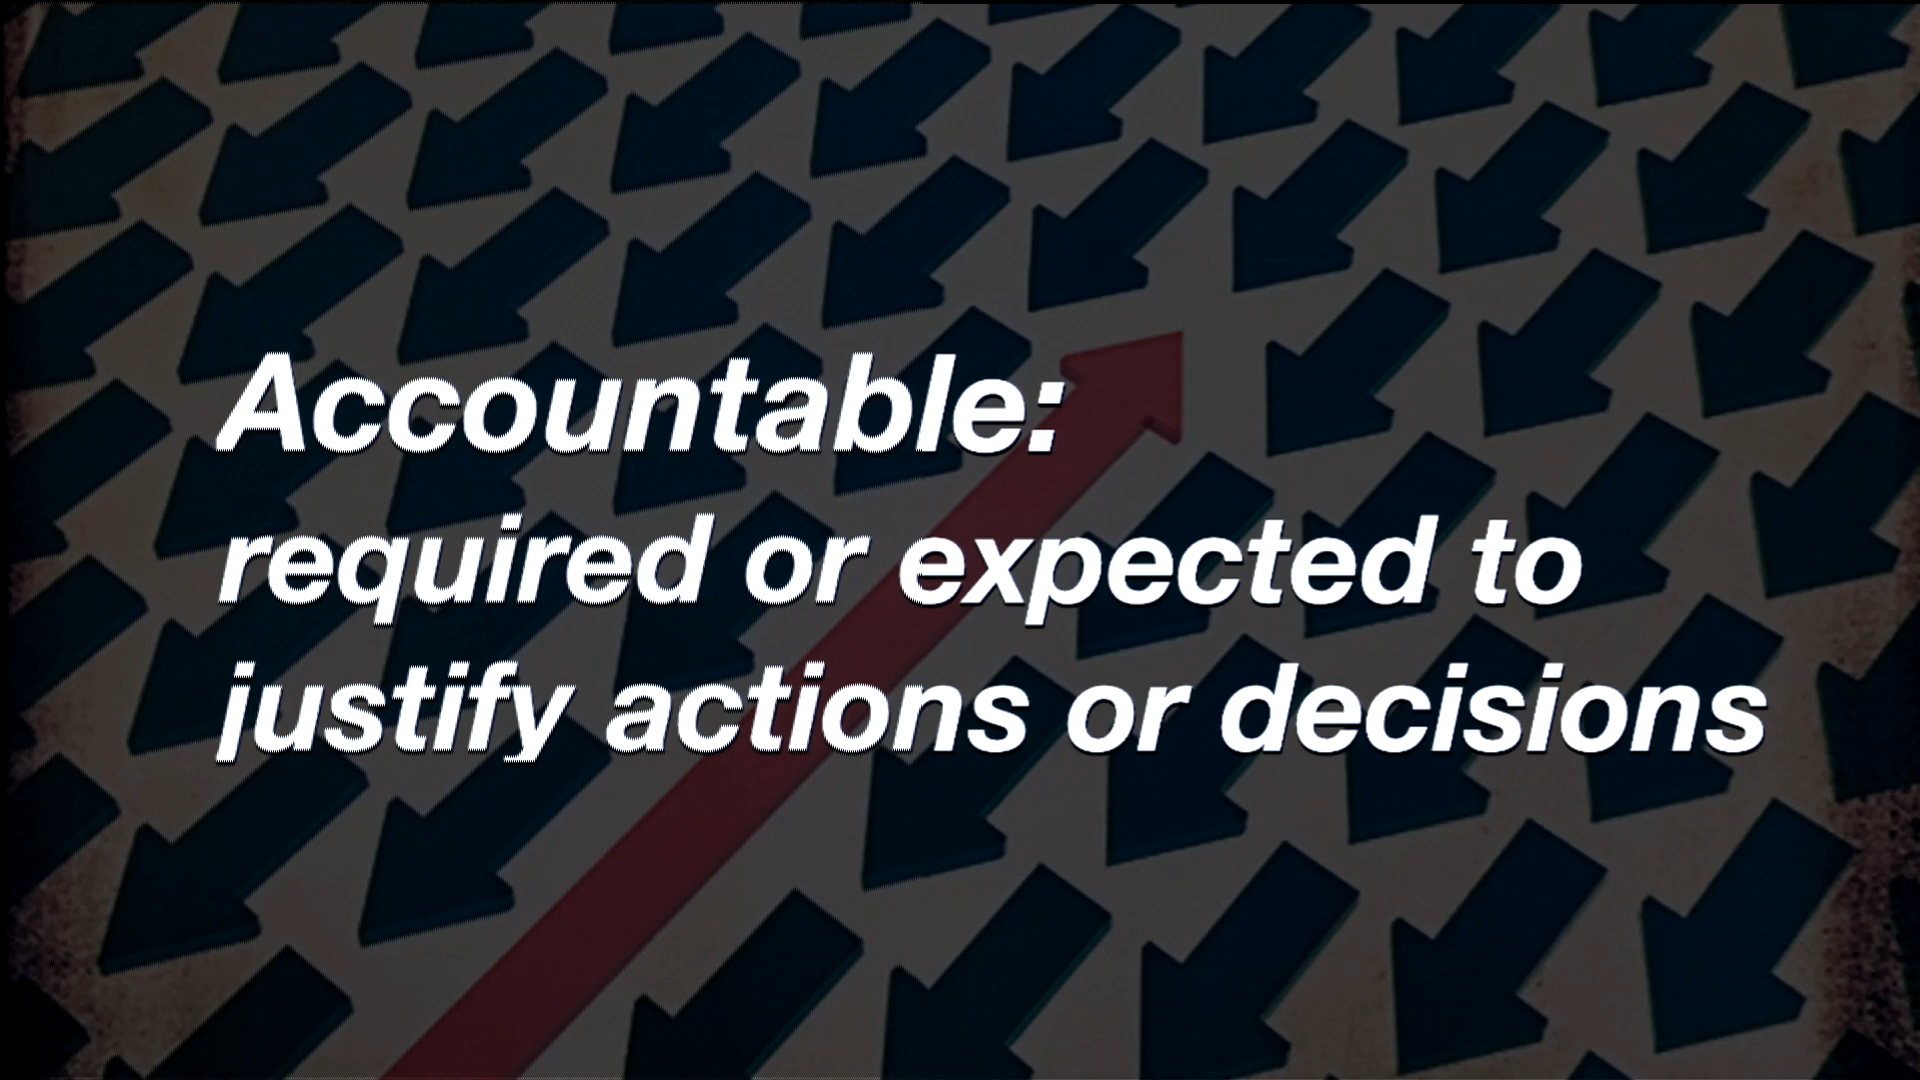 Accountable:
required or expected to
justify actions or decisions